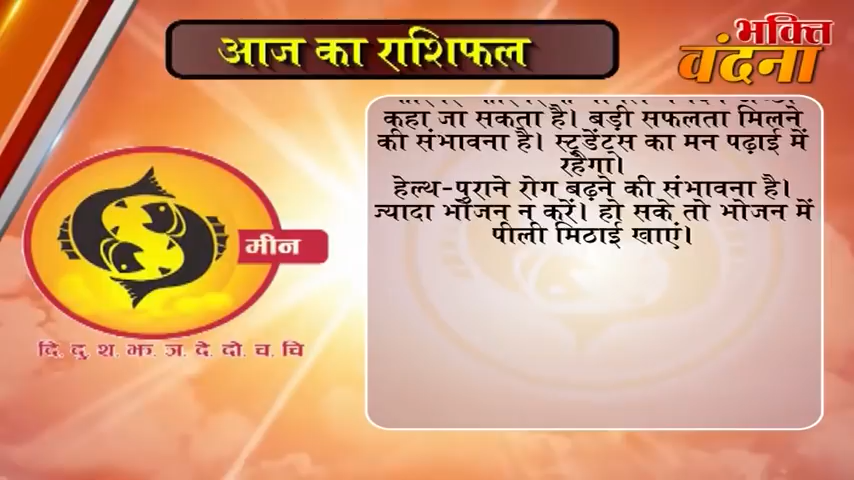 आज का राशिफल
भक्ति
वंदना
कहा जा सकता है। बड़ी सफलता मिलने
की संभावना है। स्टूडेंट्स का मन पढ़ाई में
रहेगा।
हेल्थ-पुराने रोग बढ़ने की संभावना है।
ज्यादा भोजन न करें। हो सके तो भोजन में
पीली मिठाई खाएं।
मीन
दि. दु. श. झ. ञ. दे. दो. च. चि